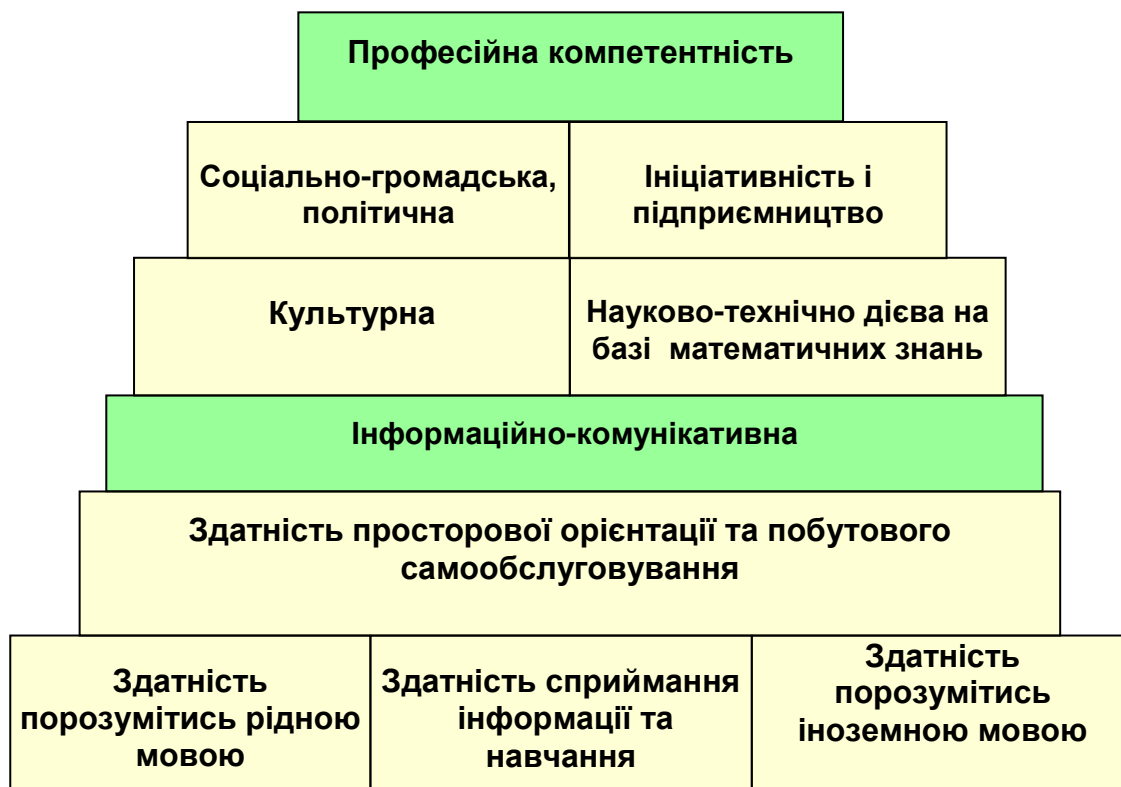 Професійна компетентність
Соціально-громадська,
політична
Ініціативність і
підприємництво
Культурна
Науково-технічно дієва на
базі математичних знань
Інформаційно-комунікативна
Здатність просторової орієнтації та побутового
самообслуговування
Здатність
порозумітись рідною
мовою
Здатність сприймання
інформації та
навчання
Здатність
порозумітись
іноземною мовою